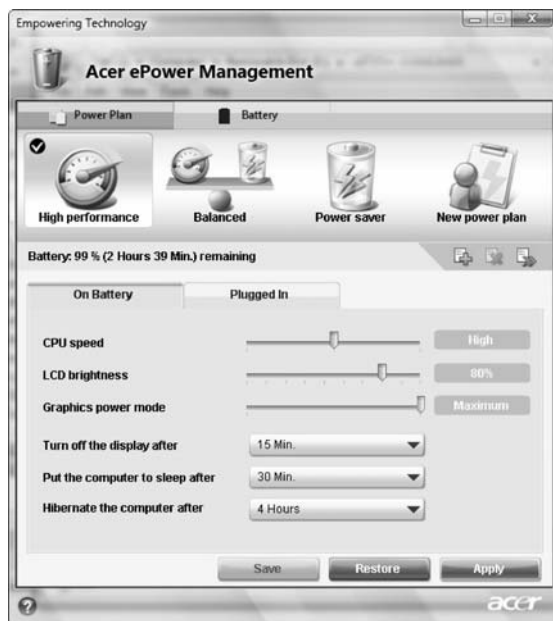 Empowering Technology
Acer ePower Management
Power Plan Battery
High performance Balanced Power saver New power plan
Battery: 99 % (2 Hours 39 Min.) remaining
On Battery Plugged In
CPU speed High
LCD brightness 80%
Graphics power mode Maximum
Turn off the display after 15 Min.
Put the computer to sleep after 30 Min.
Hibernate the computer after 4 Hours
Save Restore Apply
? acer